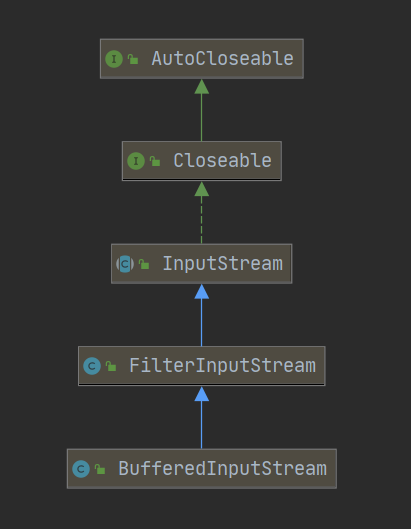 I AutoCloseable
I Closeable
C InputStream
C FilterInputStream
C BufferedInputStream